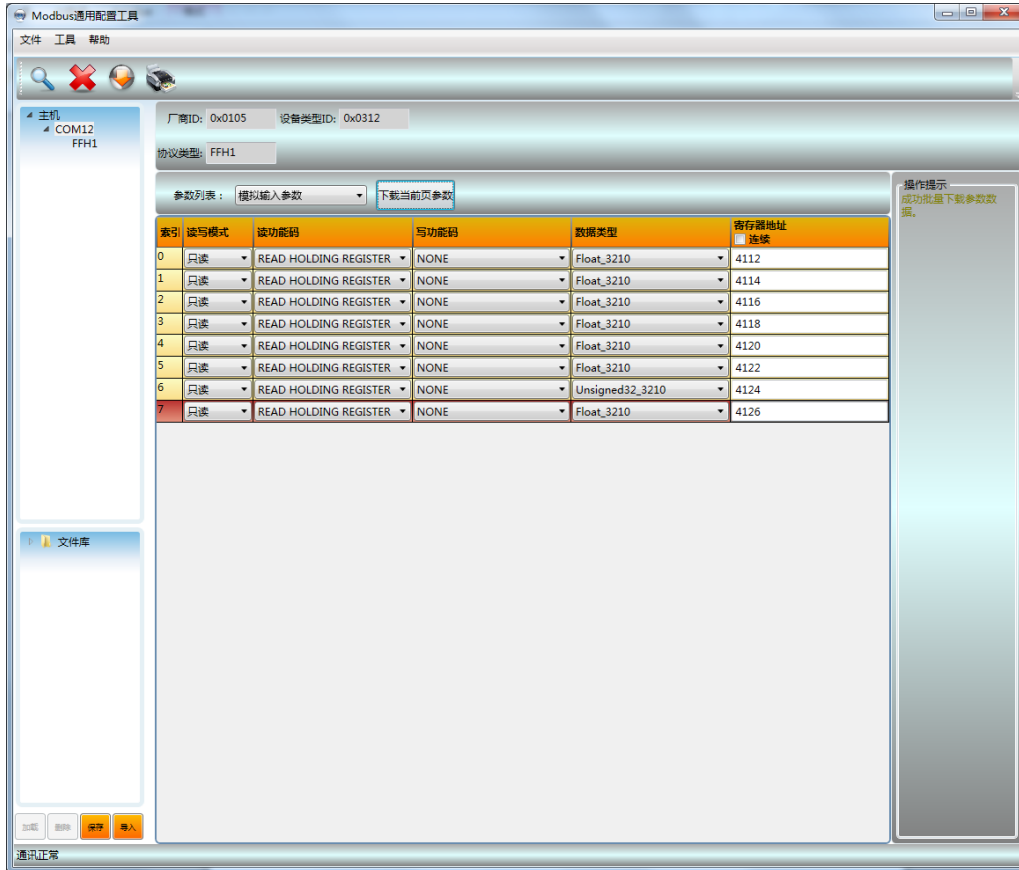 Modbus通用配置工具
文件 工具 帮助
主机
COM12
FFH1
厂商ID: 0x0105 设备类型ID: 0x0312
协议类型: FFH1
参数列表： 模拟输入参数 下载当前页参数
索引 读写模式 读功能码 写功能码 数据类型 寄存器地址
连续
0 只读 READ HOLDING REGISTER NONE Float_3210 4112
1 只读 READ HOLDING REGISTER NONE Float_3210 4114
2 只读 READ HOLDING REGISTER NONE Float_3210 4116
3 只读 READ HOLDING REGISTER NONE Float_3210 4118
4 只读 READ HOLDING REGISTER NONE Float_3210 4120
5 只读 READ HOLDING REGISTER NONE Float_3210 4122
6 只读 READ HOLDING REGISTER NONE Unsigned32_3210 4124
7 只读 READ HOLDING REGISTER NONE Float_3210 4126
操作提示
成功批量下载参数数
据。
文件库
加载 删除 保存 导入
通讯正常